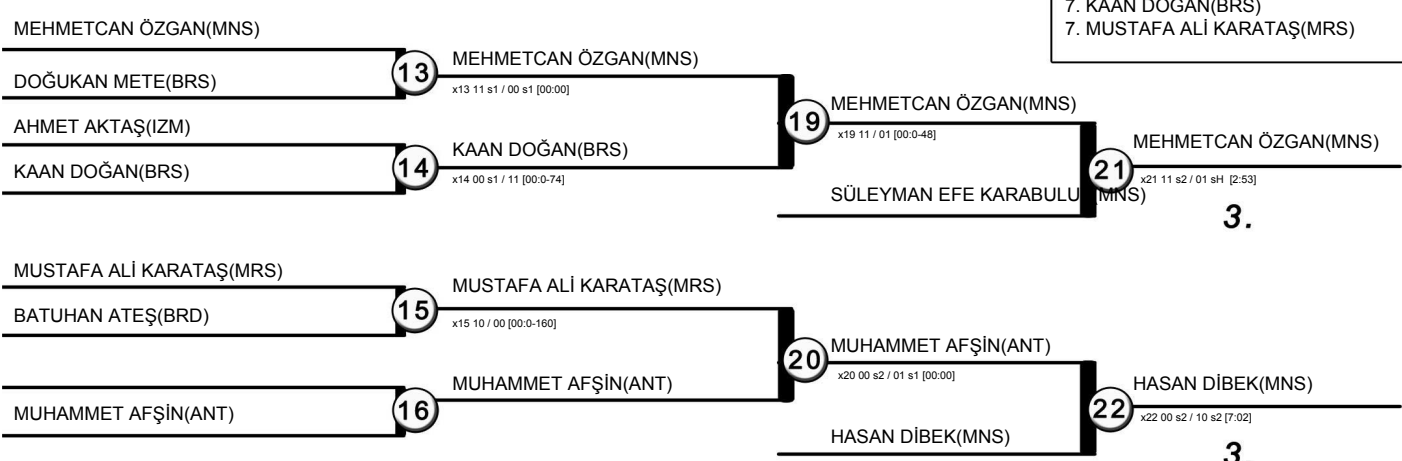 7. KAAN DOĞAN(BRS)
7. MUSTAFA ALİ KARATAŞ(MRS)
MEHMETCAN ÖZGAN(MNS)
DOĞUKAN METE(BRS)
13
MEHMETCAN ÖZGAN(MNS)
x13 11 s1 / 00 s1 [00:00]
AHMET AKTAŞ(IZM)
KAAN DOĞAN(BRS)
14
KAAN DOĞAN(BRS)
x14 00 s1 / 11 [00:0-74]
19
MEHMETCAN ÖZGAN(MNS)
x19 11 / 01 [00:0-48]
SÜLEYMAN EFE KARABULU (MNS)
21
MEHMETCAN ÖZGAN(MNS)
x21 11 s2 / 01 sH [2:53]
3.
MUSTAFA ALİ KARATAŞ(MRS)
BATUHAN ATEŞ(BRD)
15
MUSTAFA ALİ KARATAŞ(MRS)
x15 10 / 00 [00:0-160]
MUHAMMET AFŞİN(ANT)
16
MUHAMMET AFŞİN(ANT)
20
MUHAMMET AFŞİN(ANT)
x20 00 s2 / 01 s1 [00:00]
HASAN DİBEK(MNS)
22
HASAN DİBEK(MNS)
x22 00 s2 / 10 s2 [7:02]
3.